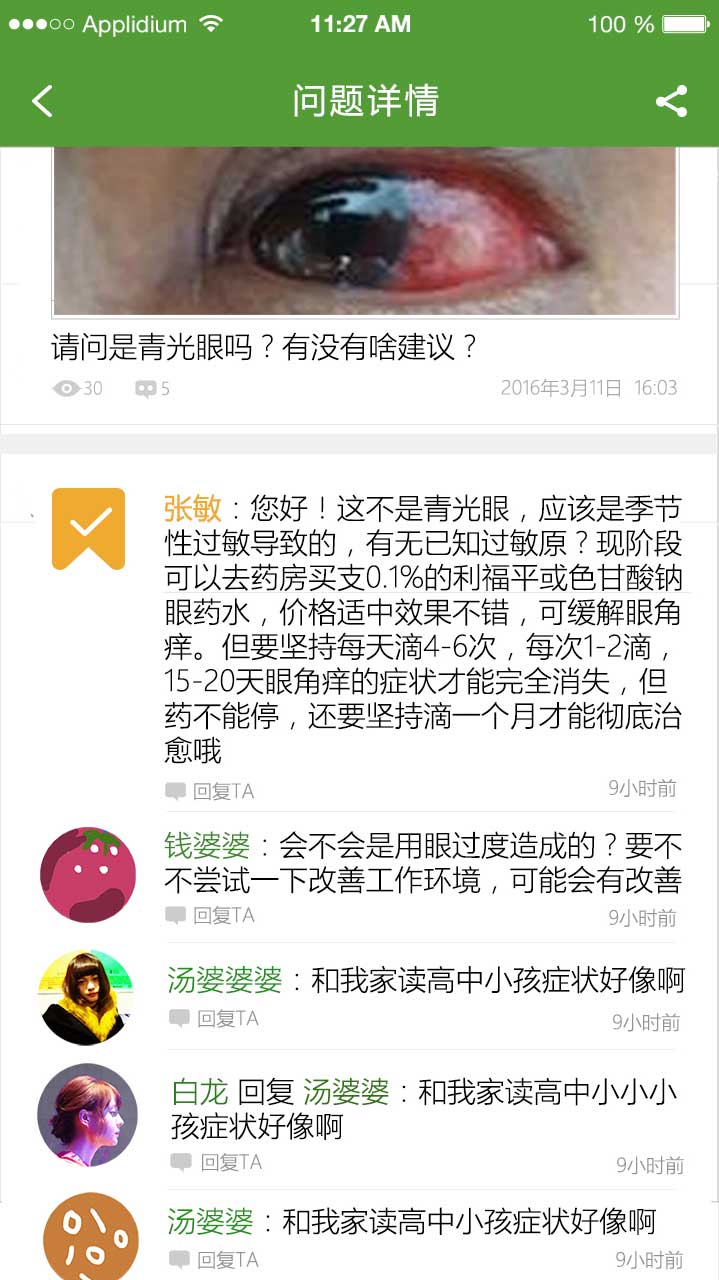 Applidium 11:27 AM 100 %
问题详情
请问是青光眼吗？有没有啥建议？
30 5 2016年3月11日 16:03
张敏：您好！这不是青光眼，应该是季节
性过敏导致的，有无已知过敏原？现阶段
可以去药房买支0.1%的利福平或色甘酸钠
眼药水，价格适中效果不错，可缓解眼角
痒。但要坚持每天滴4-6次，每次1-2滴，
15-20天眼角痒的症状才能完全消失，但
药不能停，还要坚持滴一个月才能彻底治
愈哦
回复TA 9小时前
钱婆婆：会不会是用眼过度造成的？要不
不尝试一下改善工作环境，可能会有改善
回复TA 9小时前
汤婆婆婆：和我家读高中小孩症状好像啊
回复TA 9小时前
白龙 回复 汤婆婆：和我家读高中小小小
孩症状好像啊
回复TA 9小时前
汤婆婆：和我家读高中小孩症状好像啊
回复TA 9小时前